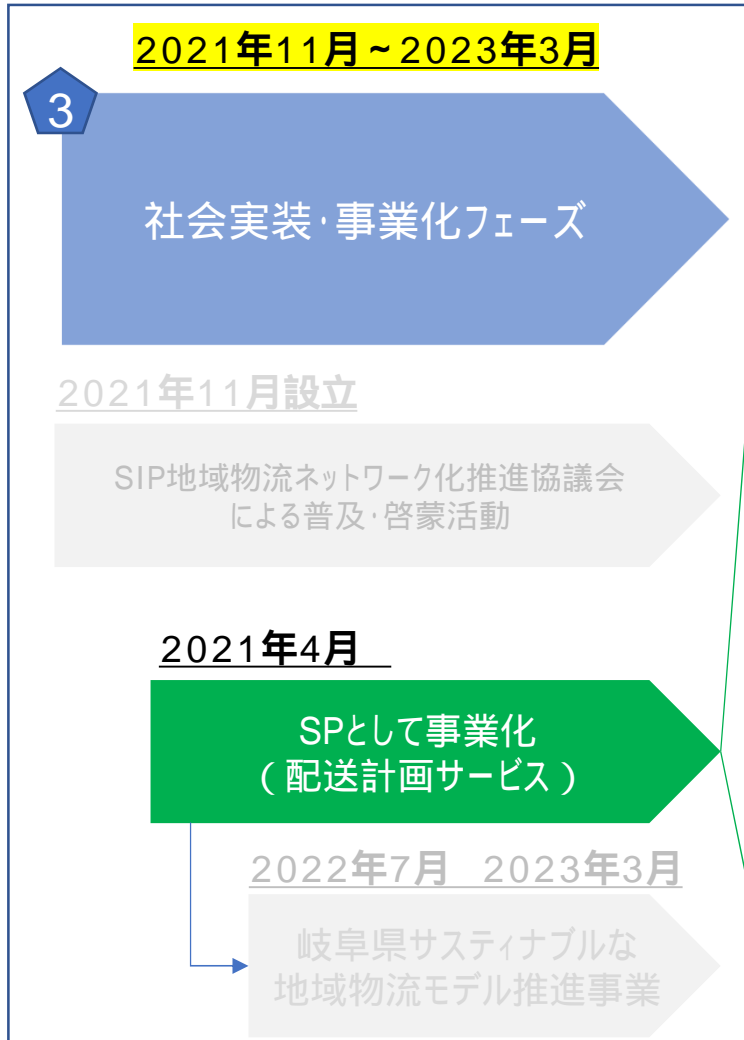 2021年11月~2023年3月
3
社会実装・事業化フェーズ
2021年11月設立
SIP地域物流ネットワーク化推進協議会
による普及・啓蒙活動
2021年4月
SPとして事業化
(配送計画サービス)
2022年7月 2023年3月
岐阜県サスティナブルな
地域物流モデル推進事業